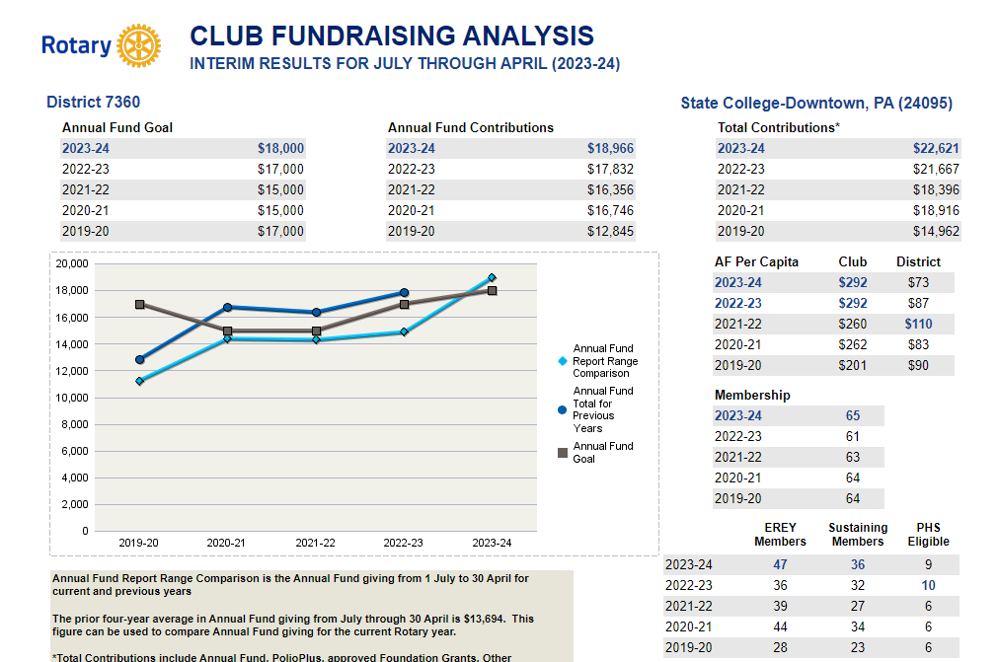 Rotary
CLUB FUNDRAISING ANALYSIS
INTERIM RESULTS FOR JULY THROUGH APRIL (2023-24)
District 7360
State College-Downtown, PA (24095)
Annual Fund Goal
2023-24 $18,000
2022-23 $17,000
2021-22 $15,000
2020-21 $15,000
2019-20 $17,000
Annual Fund Contributions
2023-24 $18,966
2022-23 $17,832
2021-22 $16,356
2020-21 $16,746
2019-20 $12,845
Total Contributions*
2023-24 $22,621
2022-23 $21,667
2021-22 $18,396
2020-21 $18,916
2019-20 $14,962
20,000
18,000
16,000
14,000
12,000
10,000
8,000
6,000
4,000
2,000
0
2019-20 2020-21 2021-22 2022-23 2023-24
Annual Fund
Report Range
Comparison
Annual Fund
Total for
Previous
Years
Annual Fund
Goal
AF Per Capita Club District
2023-24 $292 $73
2022-23 $292 $87
2021-22 $260 $110
2020-21 $262 $83
2019-20 $201 $90
Membership
2023-24 65
2022-23 61
2021-22 63
2020-21 64
2019-20 64
EREY Sustaining PHS
Members Members Eligible
2023-24 47 36 9
2022-23 36 32 10
2021-22 39 27 6
2020-21 44 34 6
2019-20 28 23 6
Annual Fund Report Range Comparison is the Annual Fund giving from 1 July to 30 April for
current and previous years
The prior four-year average in Annual Fund giving from July through 30 April is $13,694. This
figure can be used to compare Annual Fund giving for the current Rotary year.
*Total Contributions include Annual Fund, PolioPlus, approved Foundation Grants, Other